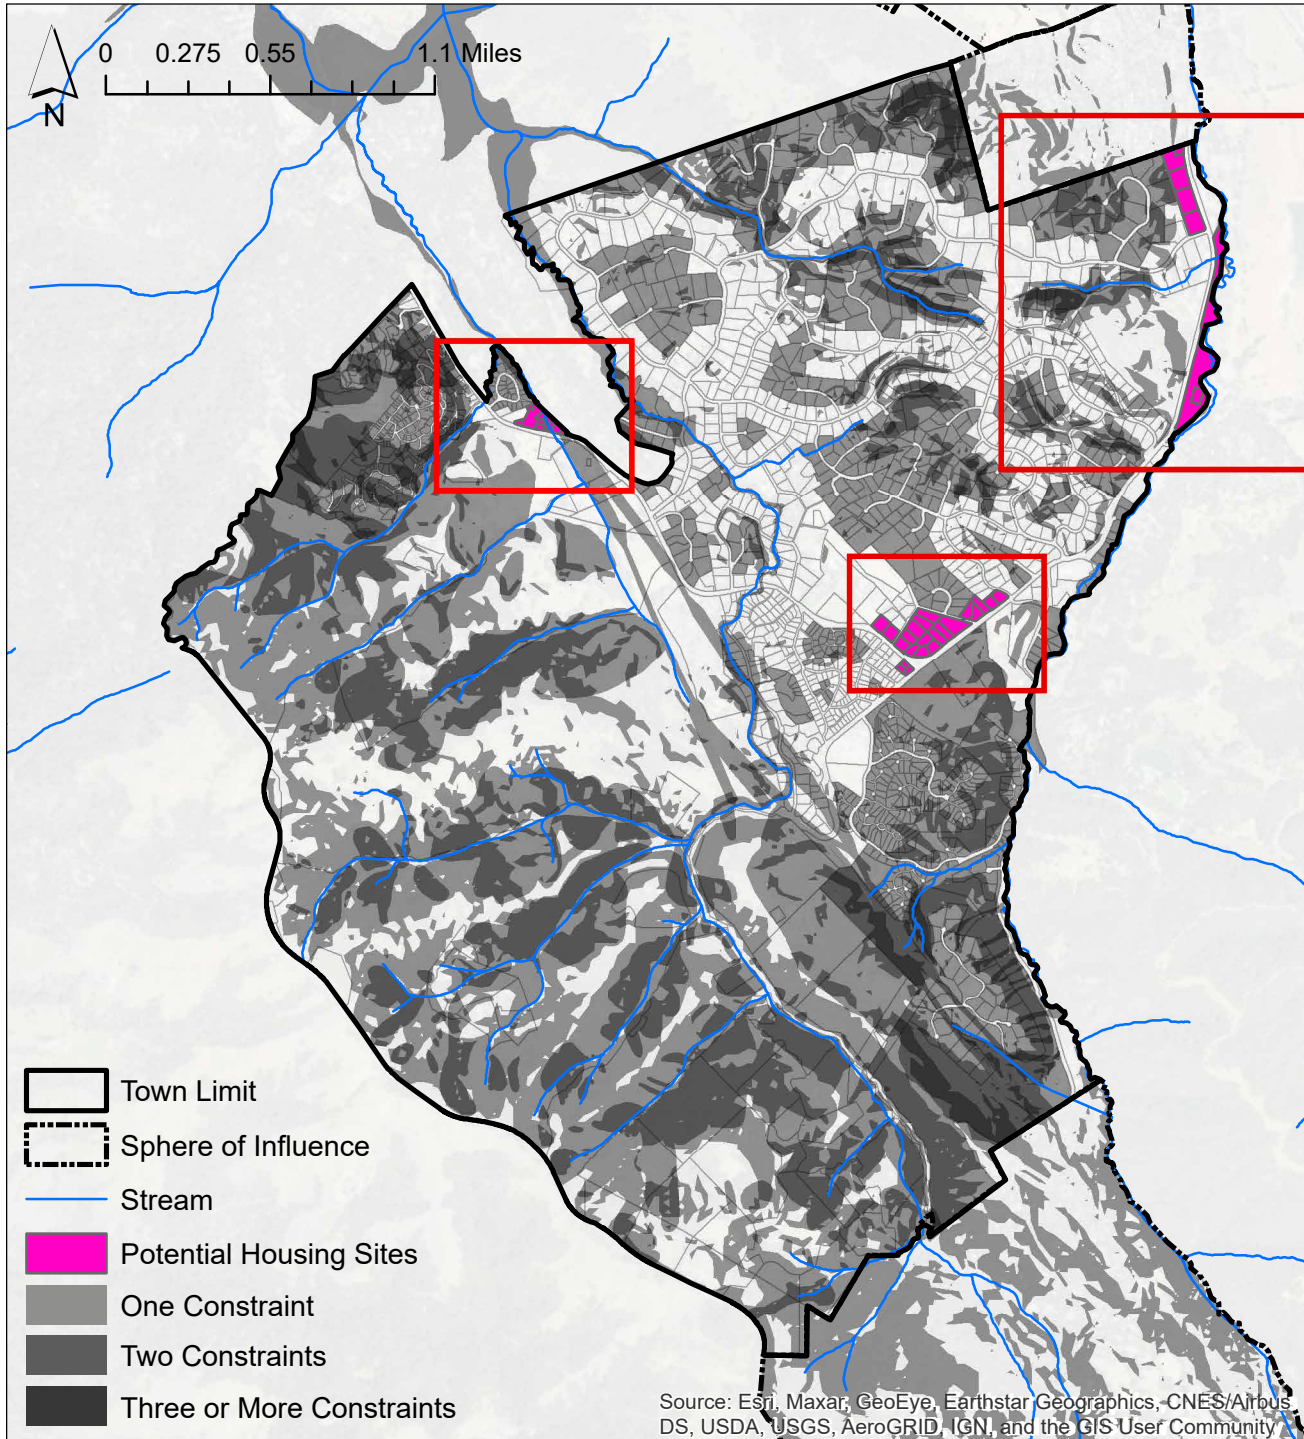 0 0.275 0.55 1.1 Miles
N
Town Limit
Sphere of Influence
Stream
Potential Housing Sites
One Constraint
Two Constraints
Three or More Constraints
Source: Esri, Maxar, GeoEye, Earthstar Geographics, CNES/Airbus
DS, USDA, USGS, AeroGRID, IGN, and the GIS User Community